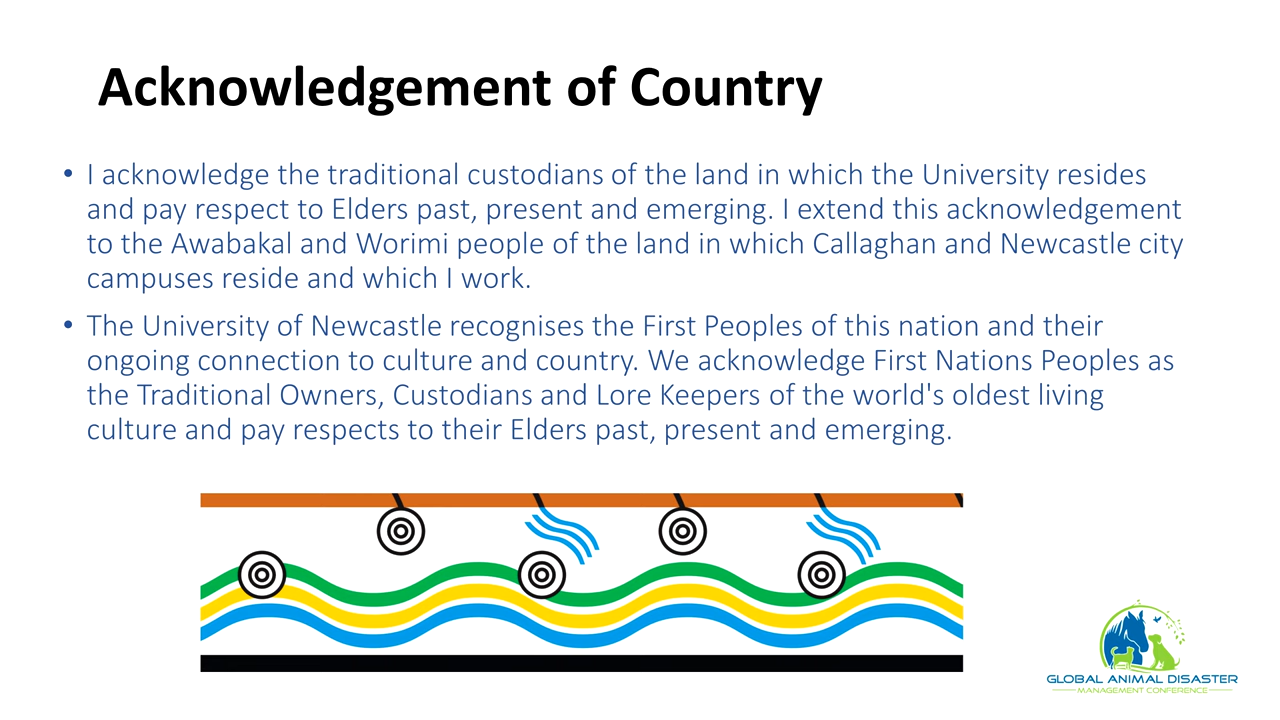 Acknowledgement of Country
• I acknowledge the traditional custodians of the land in which the University resides
and pay respect to Elders past, present and emerging. I extend this acknowledgement
to the Awabakal and Worimi people of the land in which Callaghan and Newcastle city
campuses reside and which I work.
• The University of Newcastle recognises the First Peoples of this nation and their
ongoing connection to culture and country. We acknowledge First Nations Peoples as
the Traditional Owners, Custodians and Lore Keepers of the world's oldest living
culture and pay respects to their Elders past, present and emerging.
GLOBAL ANIMAL DISASTER
MANAGEMENT CONFERENCE